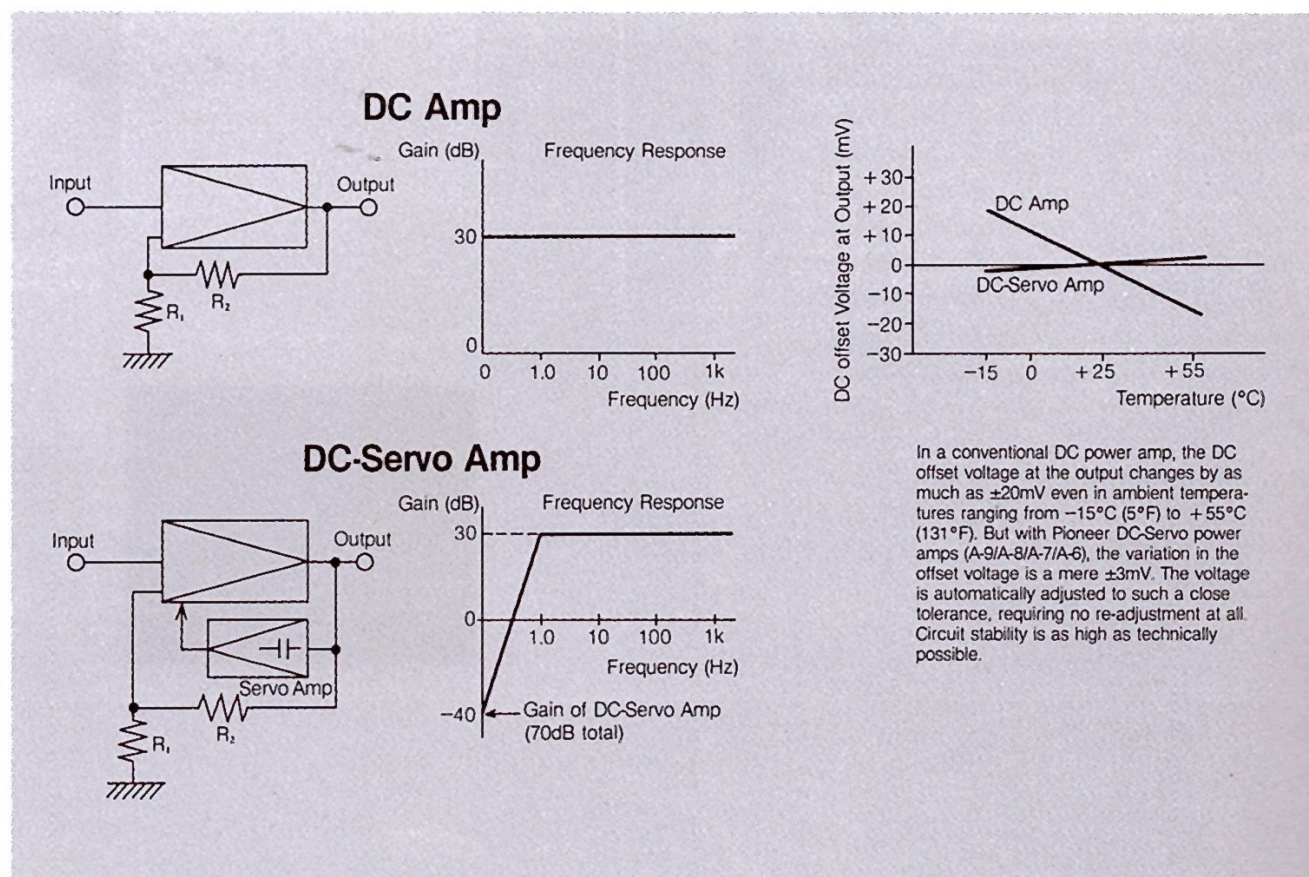 DC Amp
Input
Output
R₂
R₁
Gain (dB)
Frequency Response
30
0
0 1.0 10 100 1k
Frequency (Hz)
DC offset Voltage at Output (mV)
+30
+20
+10
0
−10
−20
−30
DC Amp
DC-Servo Amp
−15 0 +25 +55
Temperature (°C)
DC-Servo Amp
Input
Output
Servo Amp
R₂
R₁
Gain (dB)
Frequency Response
30
0
1.0 10 100 1k
Frequency (Hz)
−40
Gain of DC-Servo Amp
(70dB total)
In a conventional DC power amp, the DC
offset voltage at the output changes by as
much as ±20mV even in ambient tempera-
tures ranging from −15°C (5°F) to +55°C
(131°F). But with Pioneer DC-Servo power
amps (A-9/A-8/A-7/A-6), the variation in the
offset voltage is a mere ±3mV. The voltage
is automatically adjusted to such a close
tolerance, requiring no re-adjustment at all.
Circuit stability is as high as technically
possible.